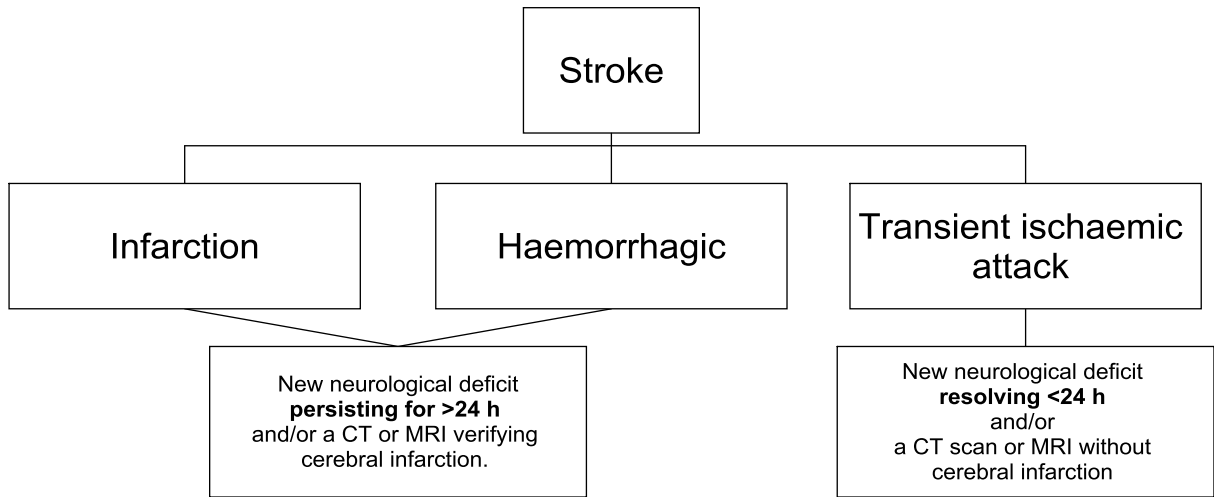 Stroke
Infarction
Haemorrhagic
Transient ischaemic
attack
New neurological deficit
persisting for >24 h
and/or a CT or MRI verifying
cerebral infarction.
New neurological deficit
resolving <24 h
and/or
a CT scan or MRI without
cerebral infarction